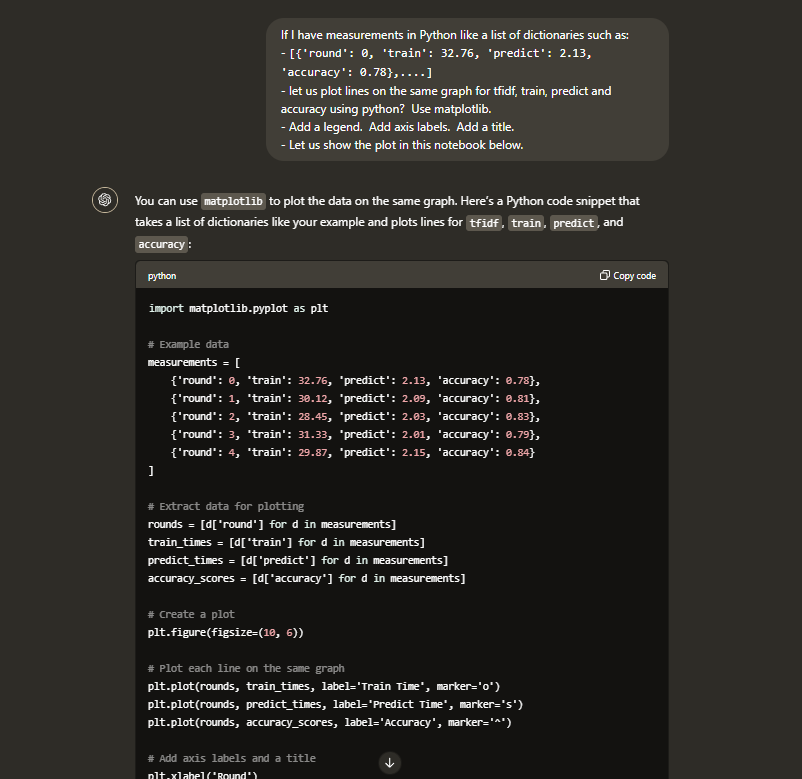 If I have measurements in Python like a list of dictionaries such as:
- [{'round': 0, 'train': 32.76, 'predict': 2.13,
'accuracy': 0.78},....]
- let us plot lines on the same graph for tfidf, train, predict and
accuracy using python?  Use matplotlib.
- Add a legend.  Add axis labels.  Add a title.
- Let us show the plot in this notebook below.
You can use matplotlib to plot the data on the same graph. Here's a Python code snippet that
takes a list of dictionaries like your example and plots lines for tfidf, train, predict, and
accuracy:
python
Copy code
import matplotlib.pyplot as plt
# Example data
measurements = [
    {'round': 0, 'train': 32.76, 'predict': 2.13, 'accuracy': 0.78},
    {'round': 1, 'train': 30.12, 'predict': 2.09, 'accuracy': 0.81},
    {'round': 2, 'train': 28.45, 'predict': 2.03, 'accuracy': 0.83},
    {'round': 3, 'train': 31.33, 'predict': 2.01, 'accuracy': 0.79},
    {'round': 4, 'train': 29.87, 'predict': 2.15, 'accuracy': 0.84}
]
# Extract data for plotting
rounds = [d['round'] for d in measurements]
train_times = [d['train'] for d in measurements]
predict_times = [d['predict'] for d in measurements]
accuracy_scores = [d['accuracy'] for d in measurements]
# Create a plot
plt.figure(figsize=(10, 6))
# Plot each line on the same graph
plt.plot(rounds, train_times, label='Train Time', marker='o')
plt.plot(rounds, predict_times, label='Predict Time', marker='s')
plt.plot(rounds, accuracy_scores, label='Accuracy', marker='^')
# Add axis labels and a title
plt.xlabel('Round')